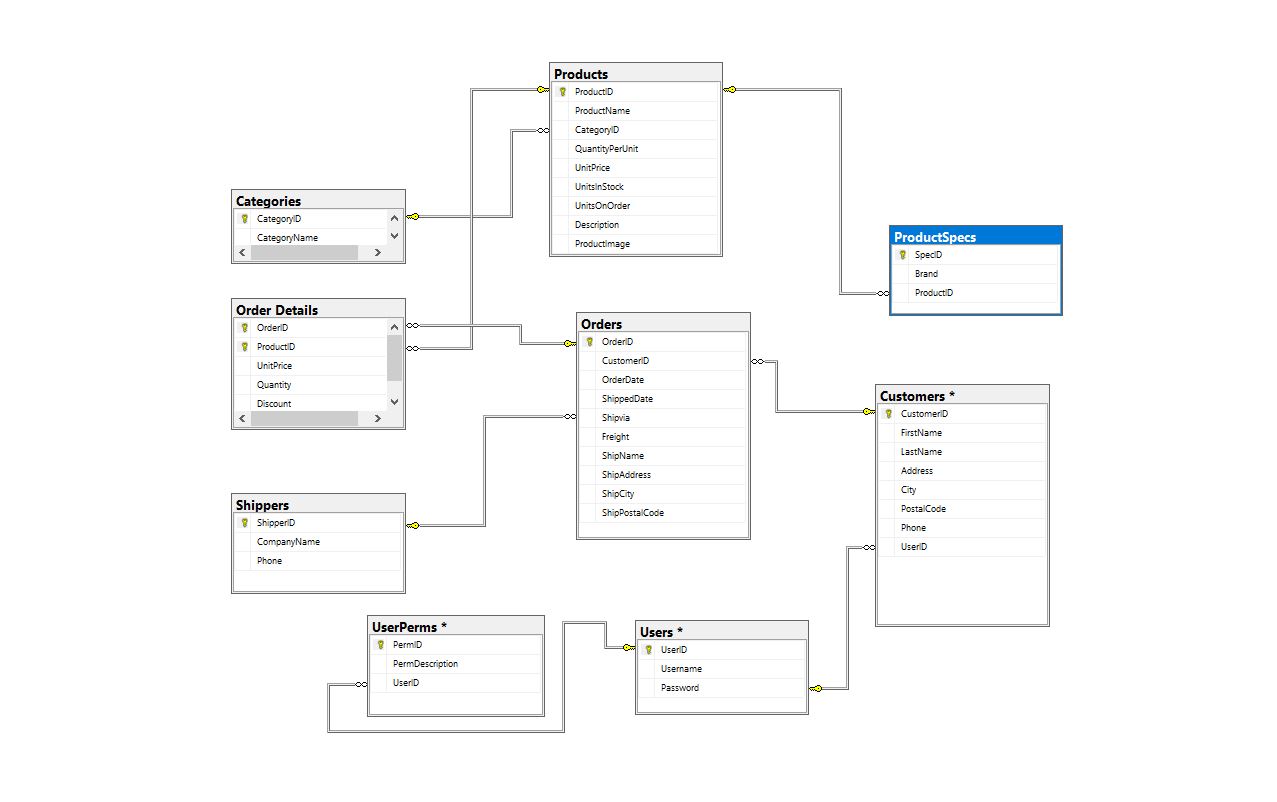 Products
ProductID
ProductName
CategoryID
QuantityPerUnit
UnitPrice
UnitsInStock
UnitsOnOrder
Description
ProductImage
Categories
CategoryID
CategoryName
ProductSpecs
SpecID
Brand
ProductID
Order Details
OrderID
ProductID
UnitPrice
Quantity
Discount
Orders
OrderID
CustomerID
OrderDate
ShippedDate
Shipvia
Freight
ShipName
ShipAddress
ShipCity
ShipPostalCode
Customers *
CustomerID
FirstName
LastName
Address
City
PostalCode
Phone
UserID
Shippers
ShipperID
CompanyName
Phone
UserPerms *
PermID
PermDescription
UserID
Users *
UserID
Username
Password